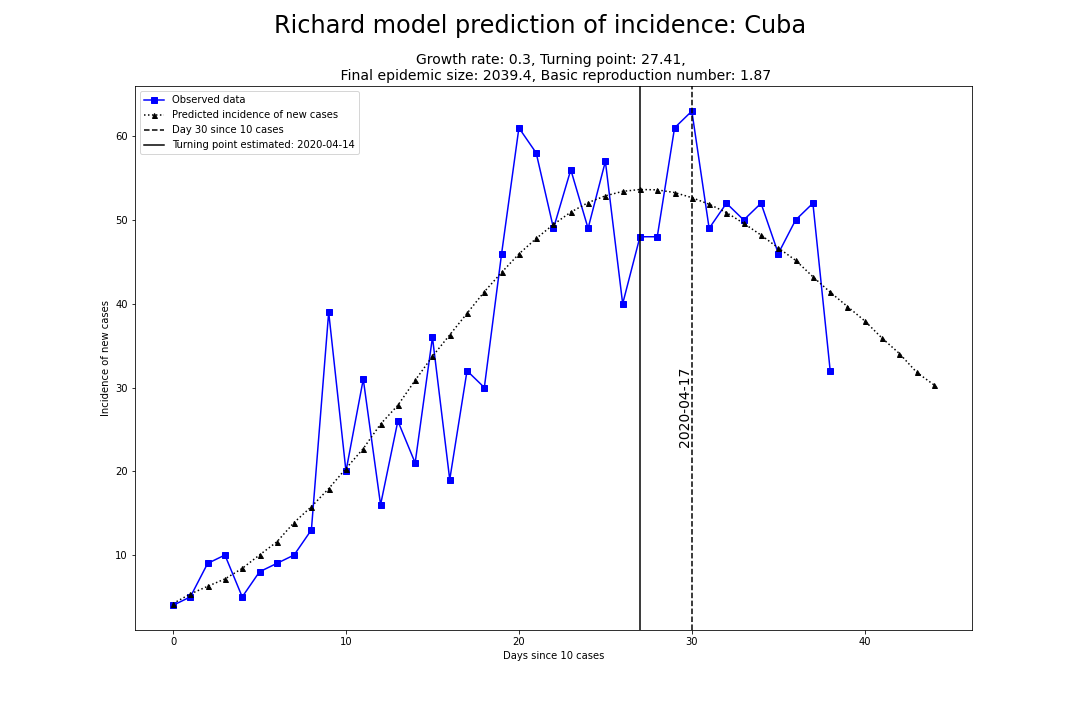 Richard model prediction of incidence: Cuba
Growth rate: 0.3, Turning point: 27.41,
Final epidemic size: 2039.4, Basic reproduction number: 1.87
Observed data
Predicted incidence of new cases
Day 30 since 10 cases
Turning point estimated: 2020-04-14
60
50
40
30
20
10
Incidence of new cases
2020-04-17
0 10 20 30 40
Days since 10 cases